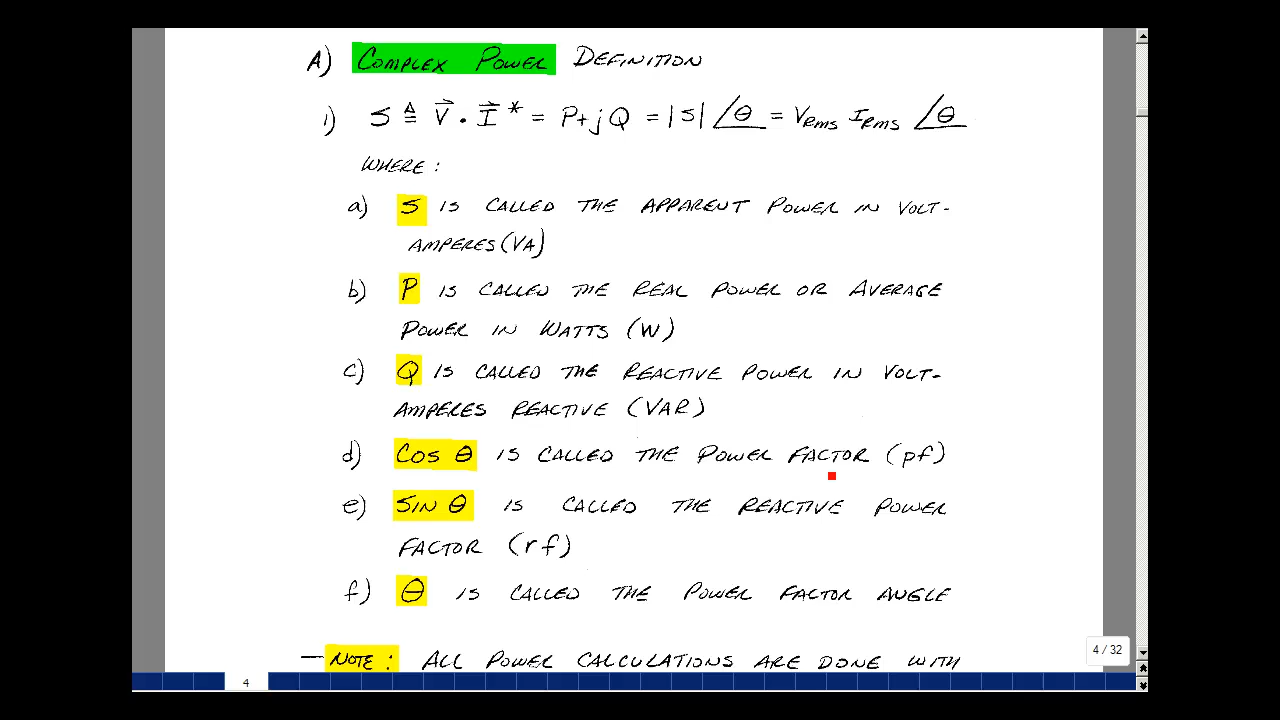 A) COMPLEX POWER DEFINITION
1) S ≜ V⃗ · I⃗* = P+jQ = |S| ∠θ = VRMS IRMS ∠θ
WHERE:
a) S IS CALLED THE APPARENT POWER IN VOLT-
AMPERES (VA)
b) P IS CALLED THE REAL POWER OR AVERAGE
POWER IN WATTS (W)
c) Q IS CALLED THE REACTIVE POWER IN VOLT-
AMPERES REACTIVE (VAR)
d) COS θ IS CALLED THE POWER FACTOR (pf)
e) SIN θ IS CALLED THE REACTIVE POWER
FACTOR (rf)
f) θ IS CALLED THE POWER FACTOR ANGLE
— NOTE: ALL POWER CALCULATIONS ARE DONE WITH
4 / 32
4